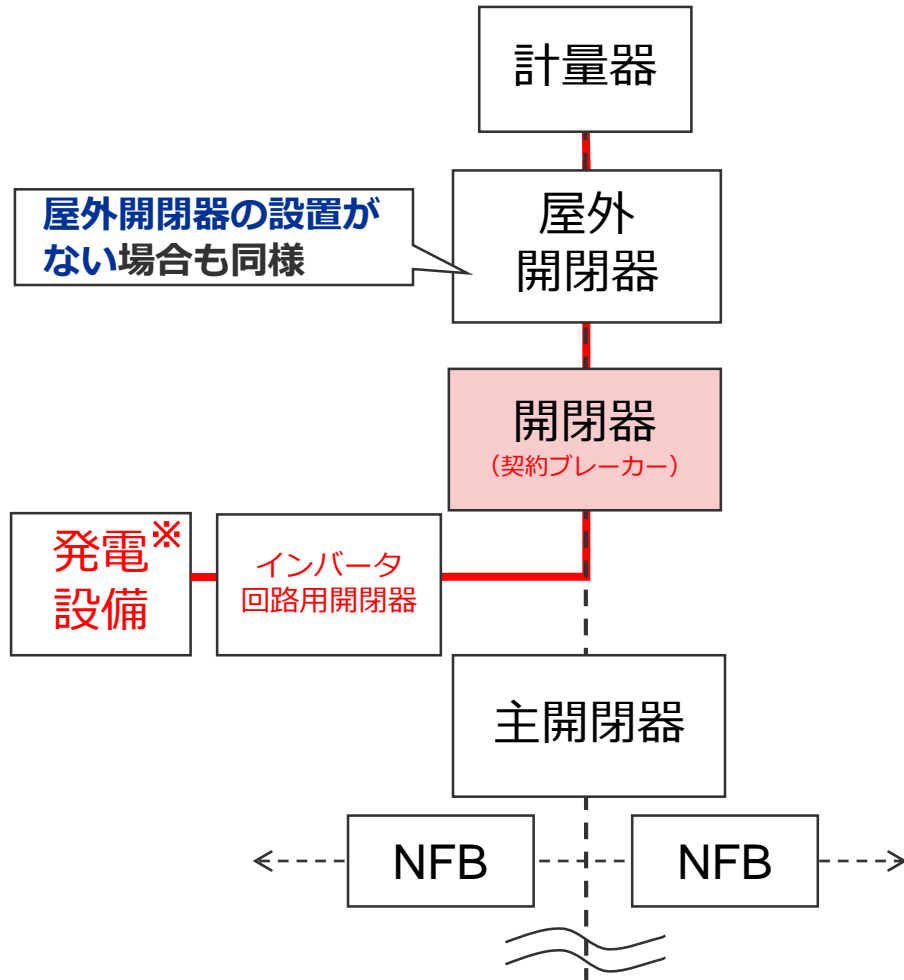 計量器
屋外
開閉器
屋外開閉器の設置が
ない場合も同様
開閉器
（契約ブレーカー）
発電※
設備
インバータ
回路用開閉器
主開閉器
NFB
NFB